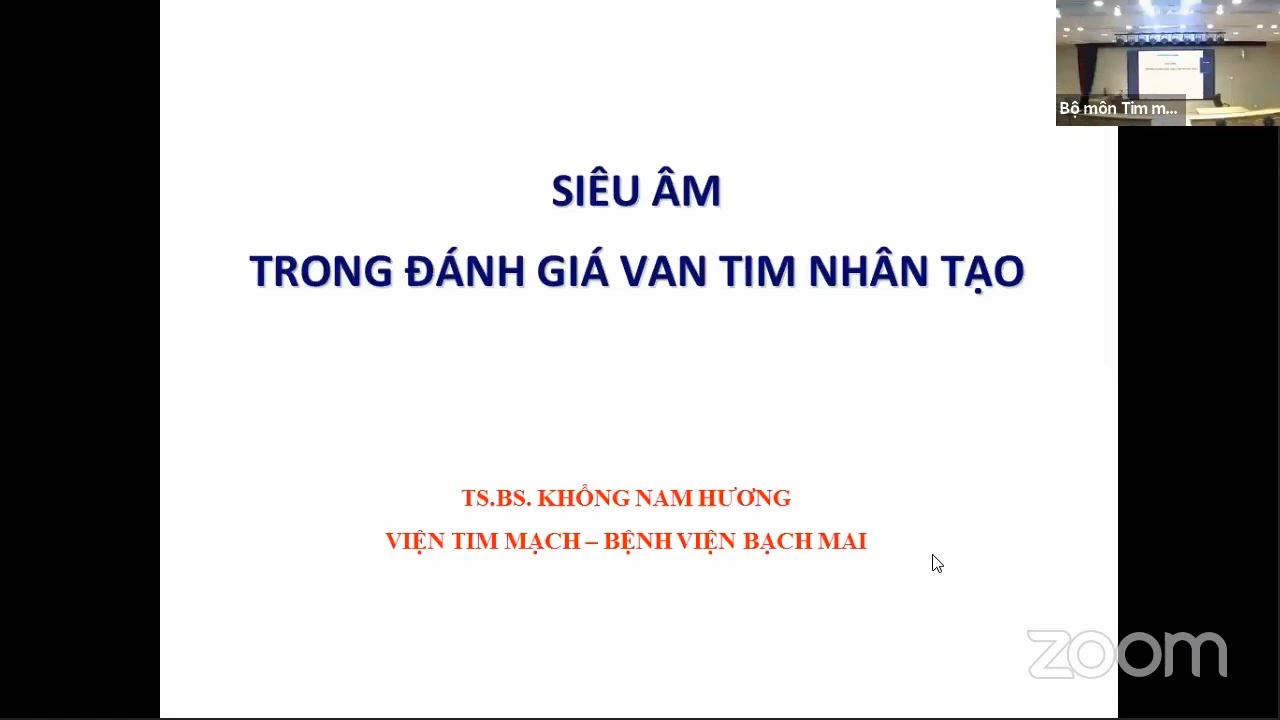 Bộ môn Tim m...
SIÊU ÂM
TRONG ĐÁNH GIÁ VAN TIM NHÂN TẠO
TS.BS. KHỔNG NAM HƯƠNG
VIỆN TIM MẠCH – BỆNH VIỆN BẠCH MAI
zoom